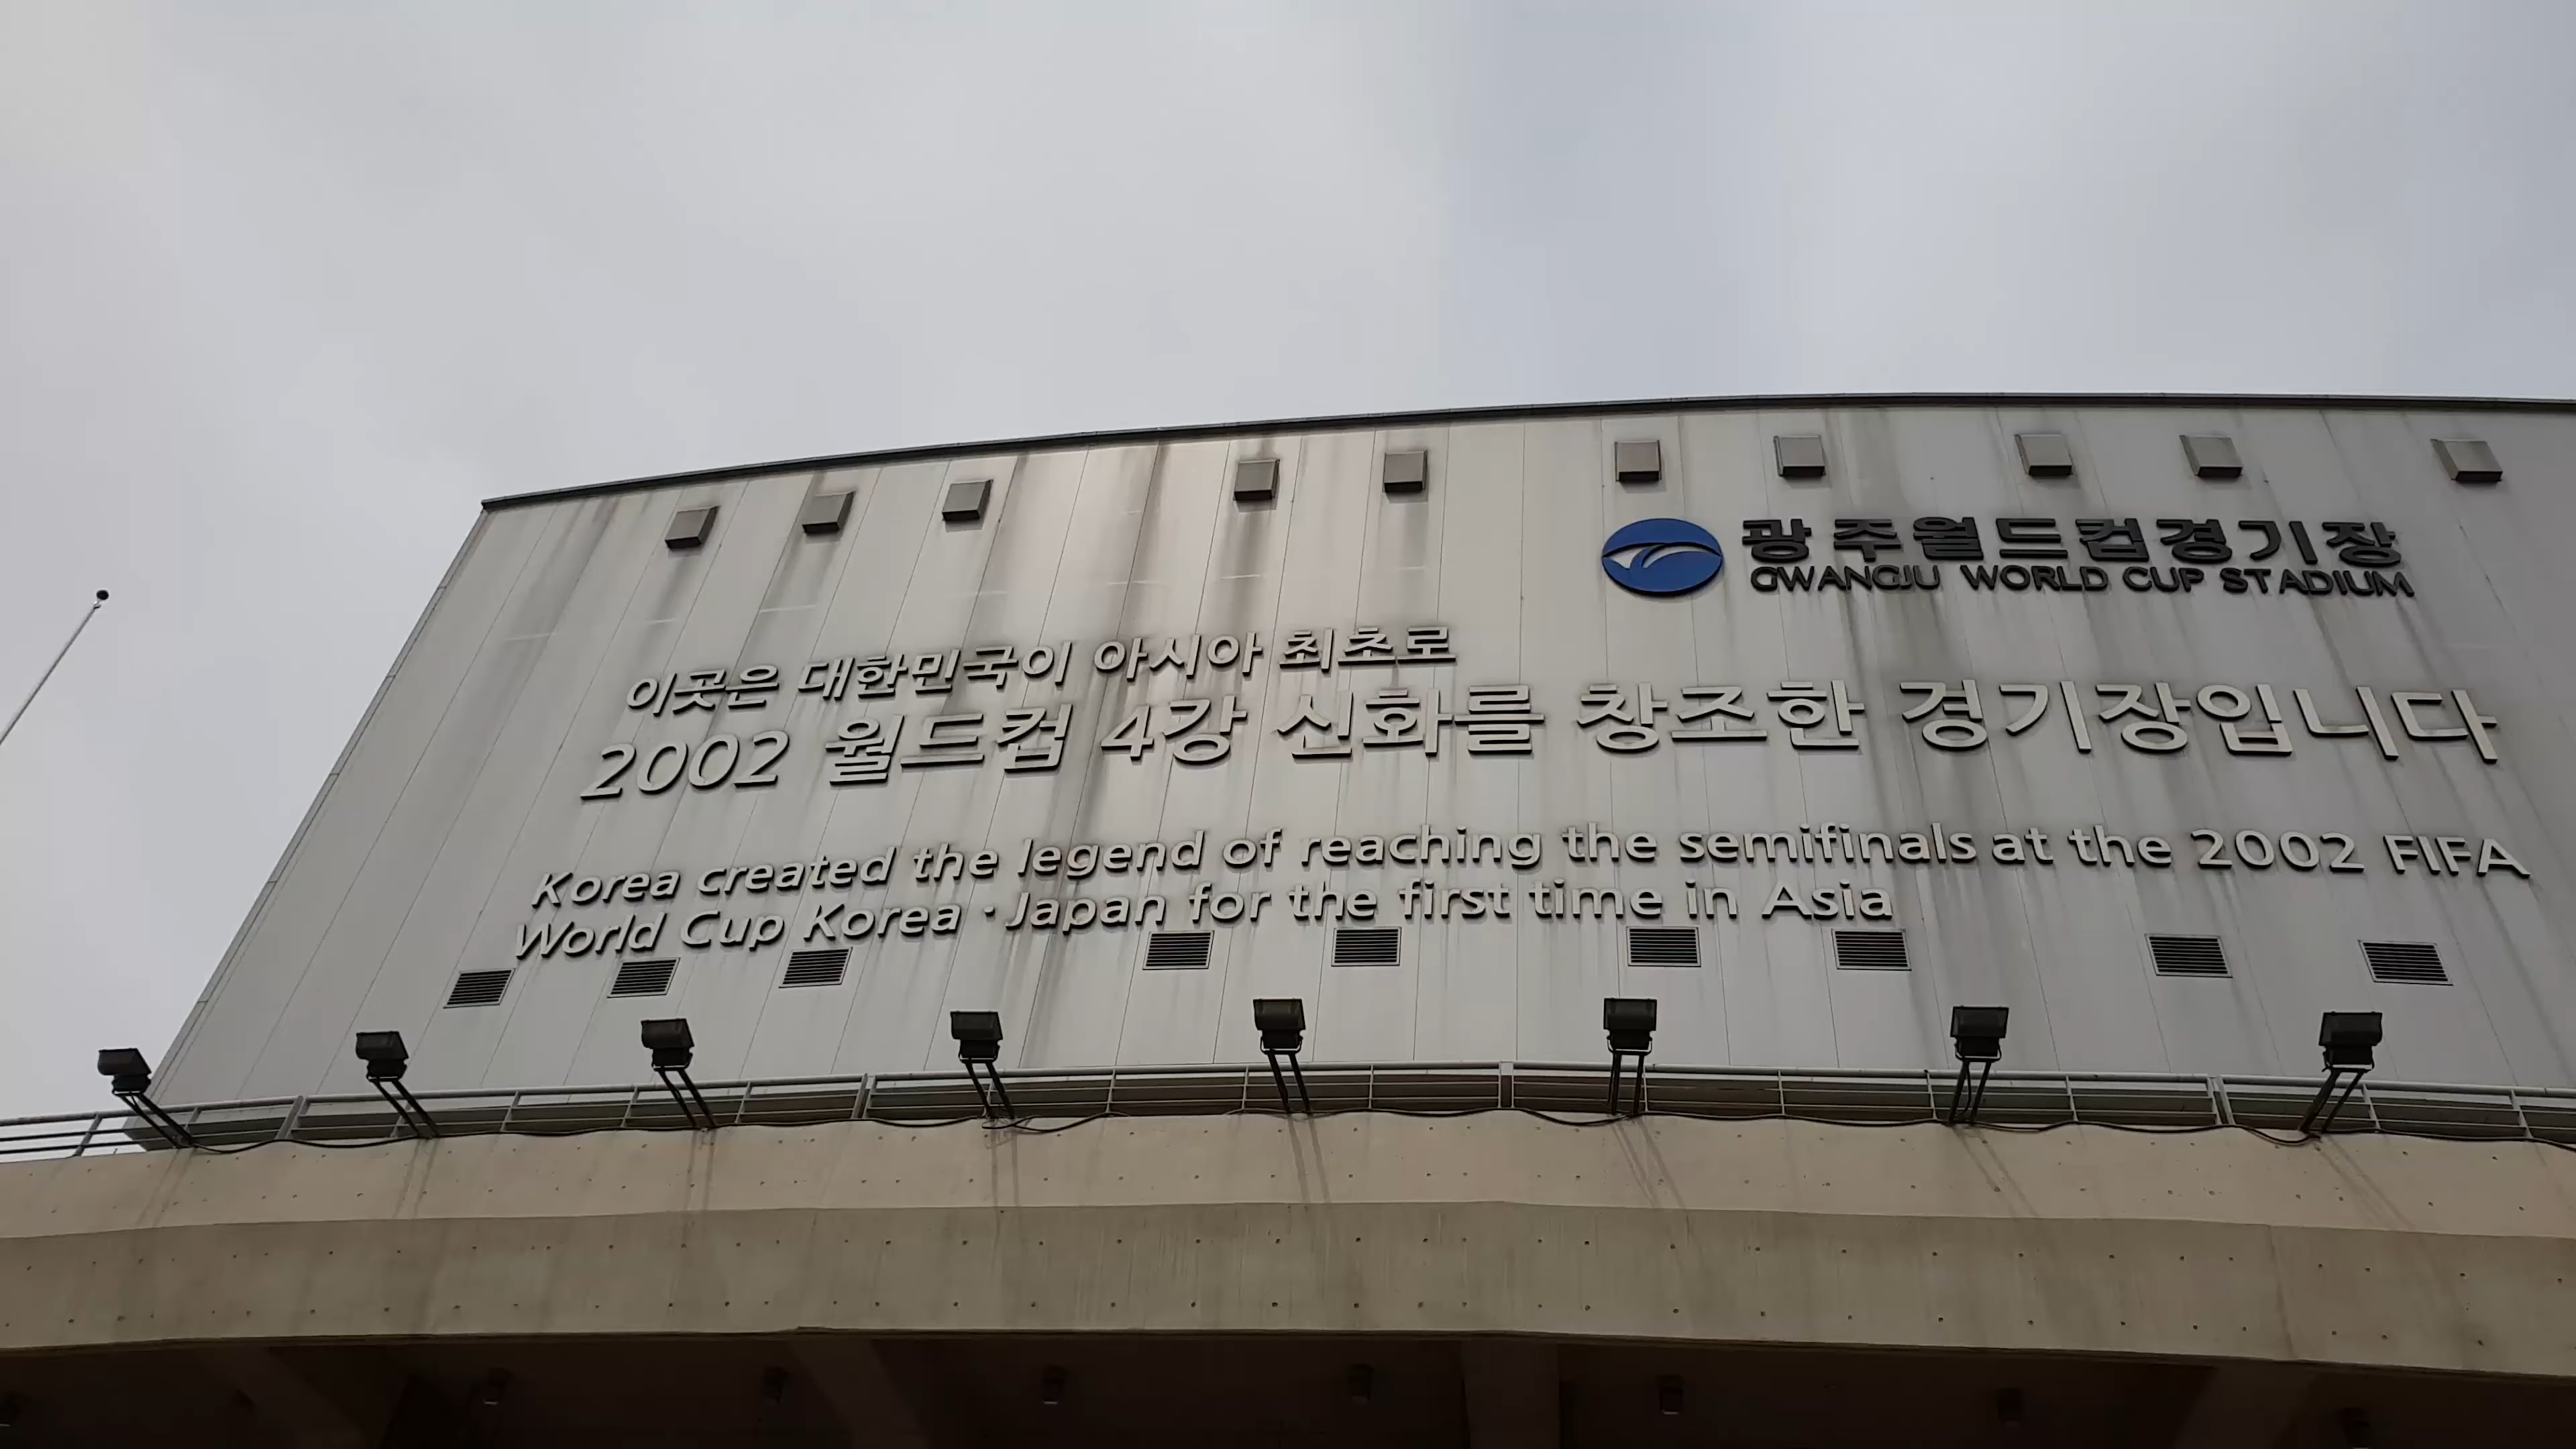 광주월드컵경기장
GWANGJU WORLD CUP STADIUM
이곳은 대한민국이 아시아 최초로
2002 월드컵 4강 신화를 창조한 경기장입니다
Korea created the legend of reaching the semifinals at the 2002 FIFA
World Cup Korea · Japan for the first time in Asia